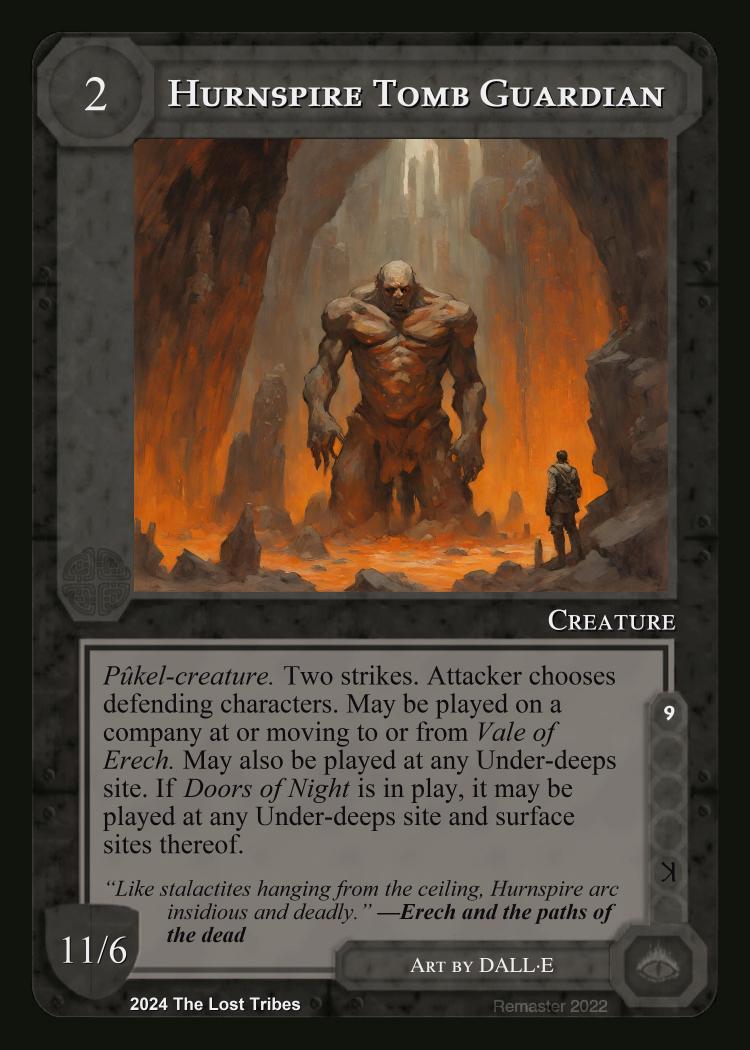 2
Hurnspire Tomb Guardian
Creature
Pûkel-creature. Two strikes. Attacker chooses
defending characters. May be played on a
company at or moving to or from Vale of
Erech. May also be played at any Under-deeps
site. If Doors of Night is in play, it may be
played at any Under-deeps site and surface
sites thereof.
9
“Like stalactites hanging from the ceiling, Hurnspire arc
insidious and deadly.” —Erech and the paths of
the dead
11/6
Art by DALL·E
2024 The Lost Tribes
Remaster 2022